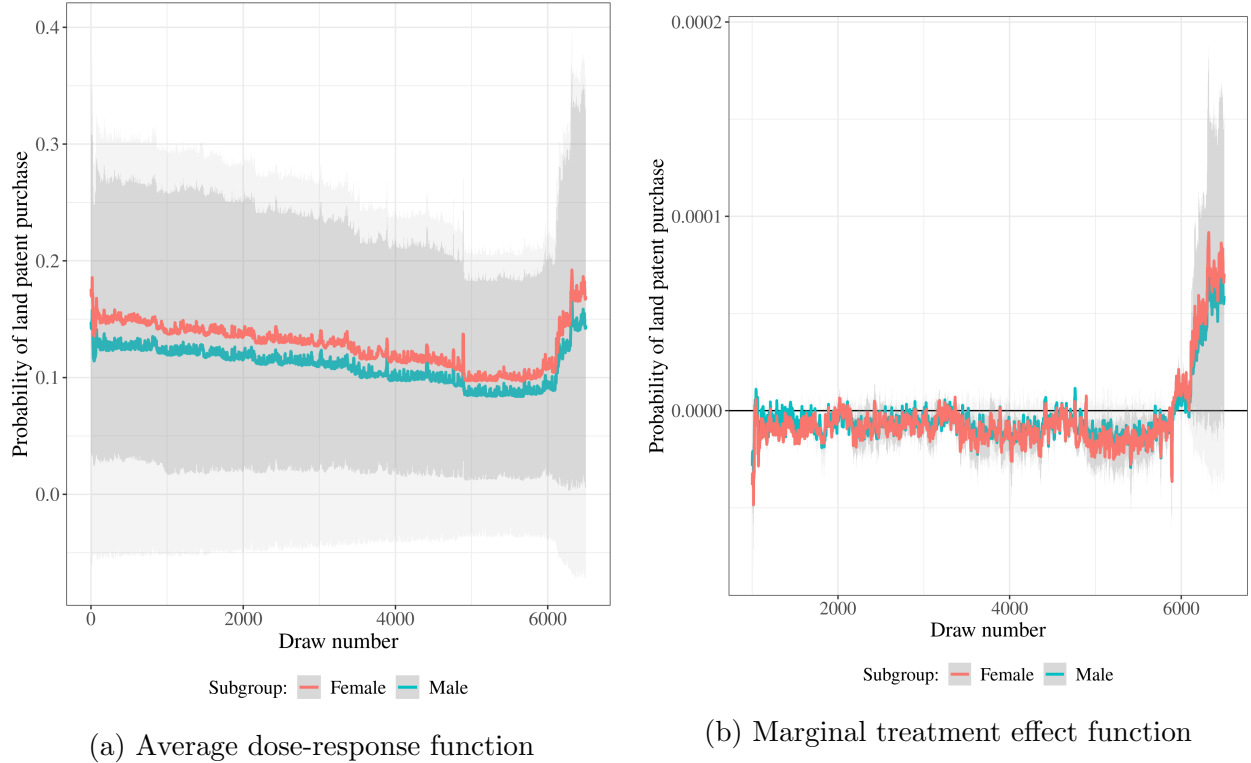 0.4
0.3
0.2
0.1
0.0
Probability of land patent purchase
0
2000
4000
6000
Draw number
Subgroup: Female Male
(a) Average dose-response function
0.0002
0.0001
0.0000
Probability of land patent purchase
2000
4000
6000
Draw number
Subgroup: Female Male
(b) Marginal treatment effect function